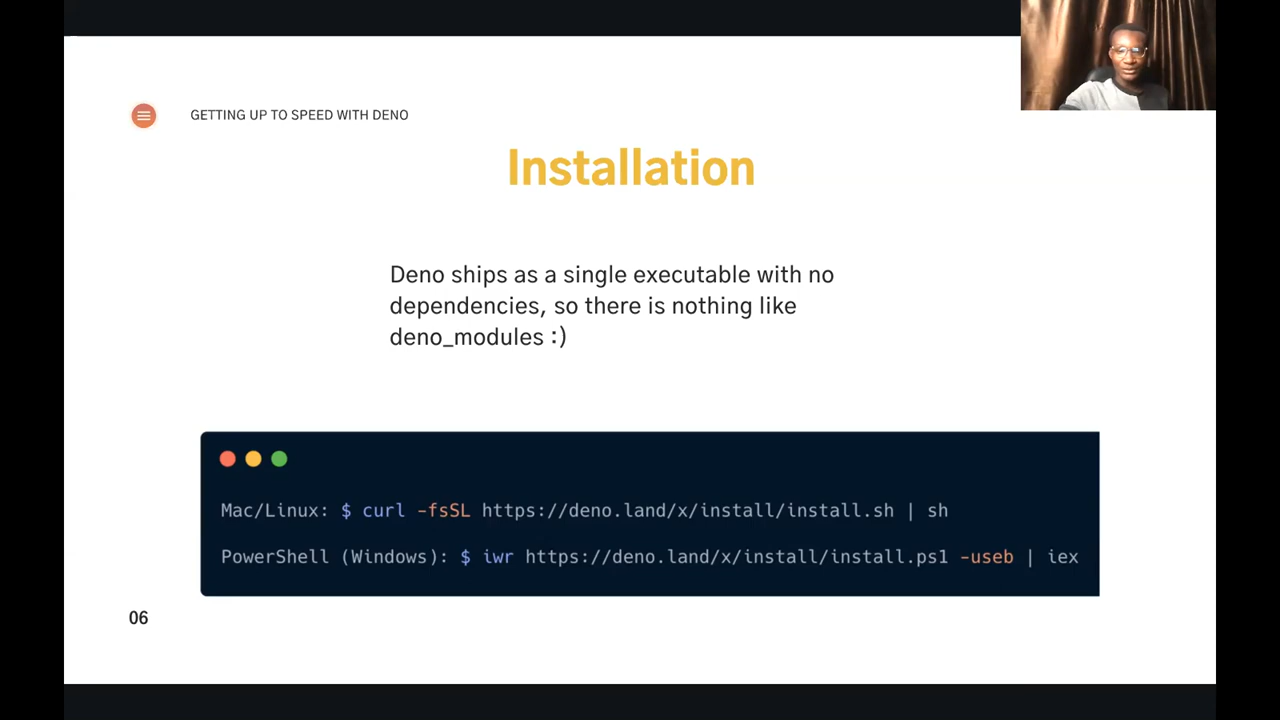 GETTING UP TO SPEED WITH DENO
Installation
Deno ships as a single executable with no
dependencies, so there is nothing like
deno_modules :)
Mac/Linux: $ curl -fsSL https://deno.land/x/install/install.sh | sh
PowerShell (Windows): $ iwr https://deno.land/x/install/install.ps1 -useb | iex
06